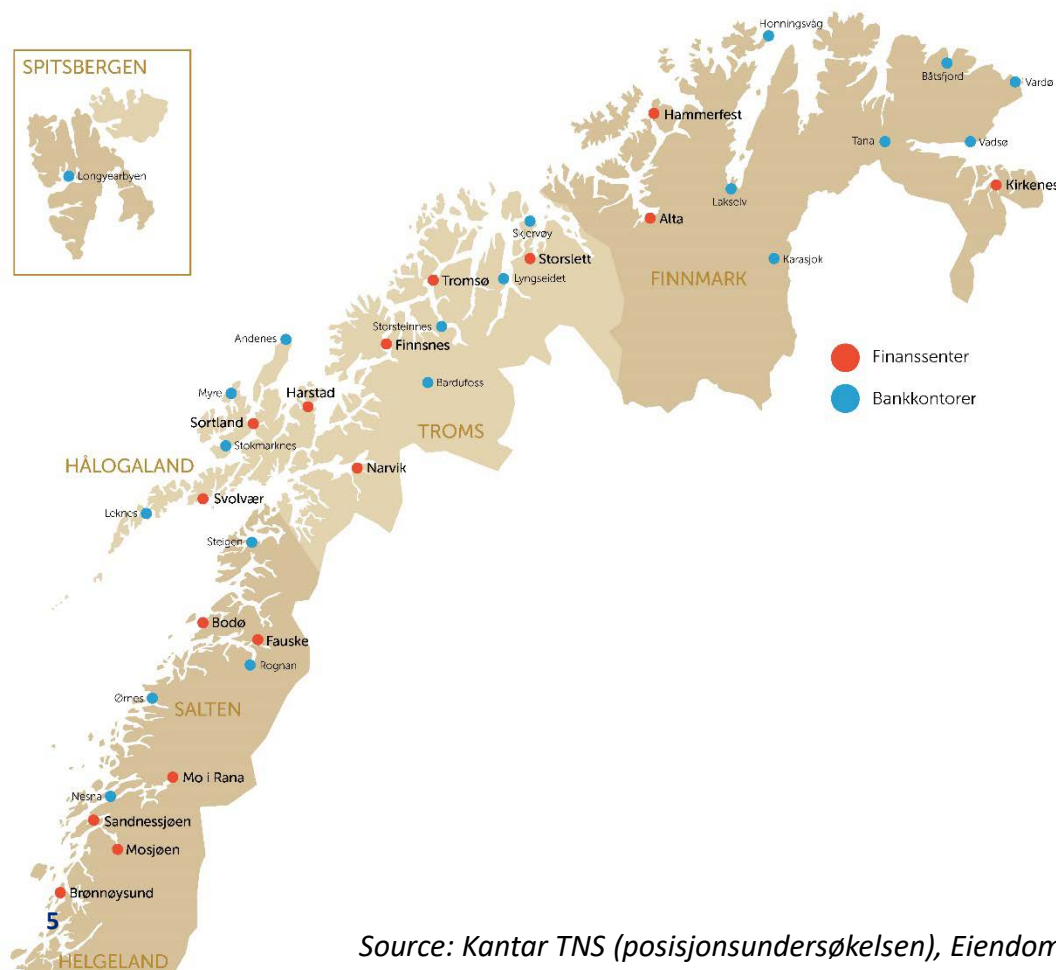 Honningsvåg
SPITSBERGEN
Båtsfjord
Vardø
Hammerfest
Tana
Vadsø
Longyearbyen
Kirkenes
Lakselv
Alta
Skjervøy
Storslett
Karasjok
Tromsø
Lyngseidet
FINNMARK
Storsteinnes
Andenes
Finnsnes
Finanssenter
Bardufoss
Myre
Harstad
Bankkontorer
Sortland
TROMS
Stokmarknes
HÅLOGALAND
Narvik
Svolvær
Leknes
Steigen
Bodø
Fauske
Rognan
Ørnes
SALTEN
Mo i Rana
Nesna
Sandnessjøen
Mosjøen
Brønnøysund
5
Source: Kantar TNS (posisjonsundersøkelsen), Eiendom
HELGELAND